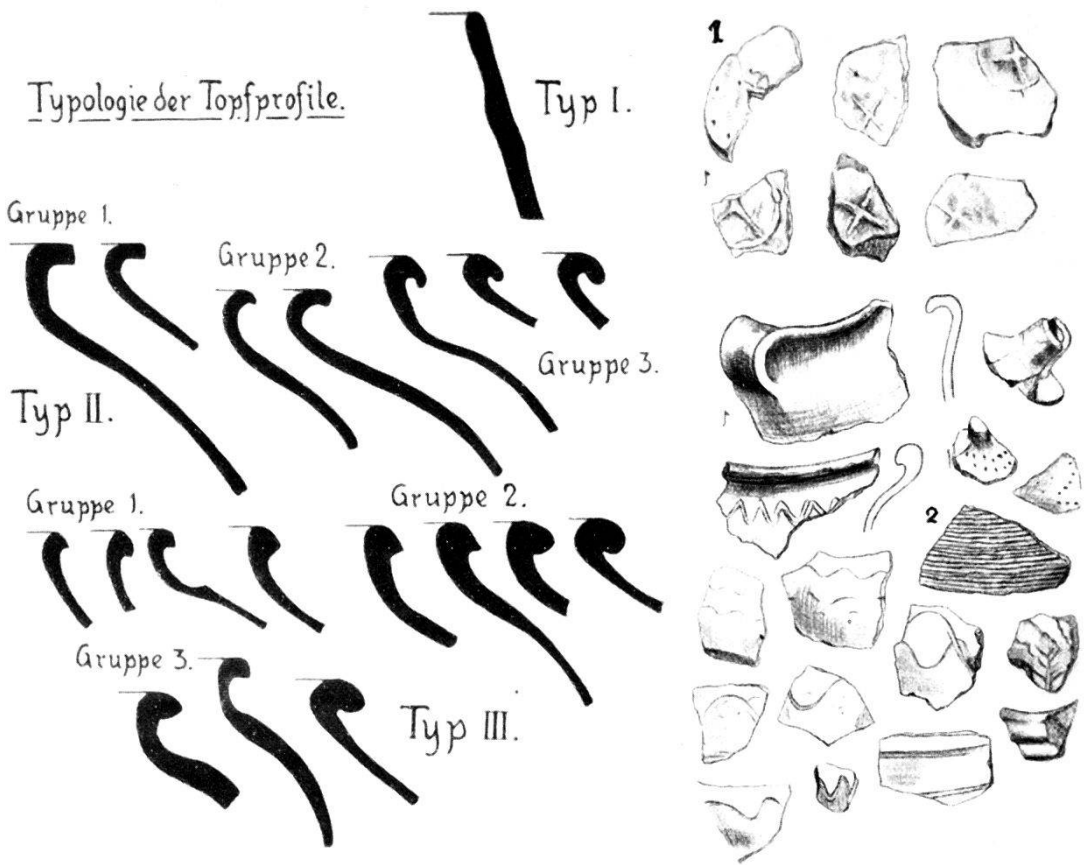 Typologie der Topfprofile.
Typ I.
Gruppe 1.
Gruppe 2.
Gruppe 3.
Typ II.
Gruppe 1.
Gruppe 2.
Gruppe 3.
Typ III.
1
2